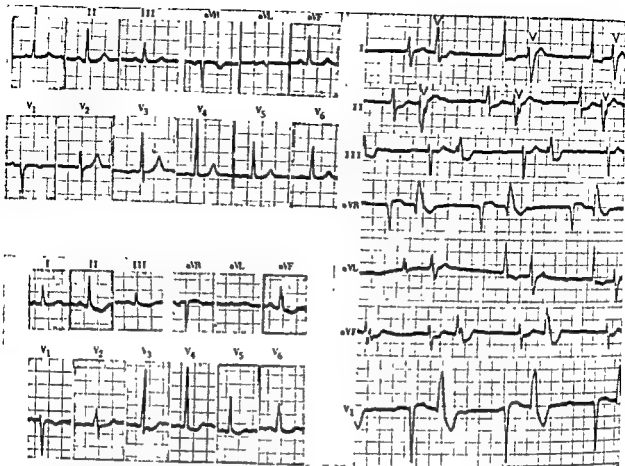 I II III aVR aVL aVF
V1 V2 V3 V4 V5 V6
I II III aVR aVL aVF
V1 V2 V3 V4 V5 V6
I
II
III
aVR
aVL
aVF
V1